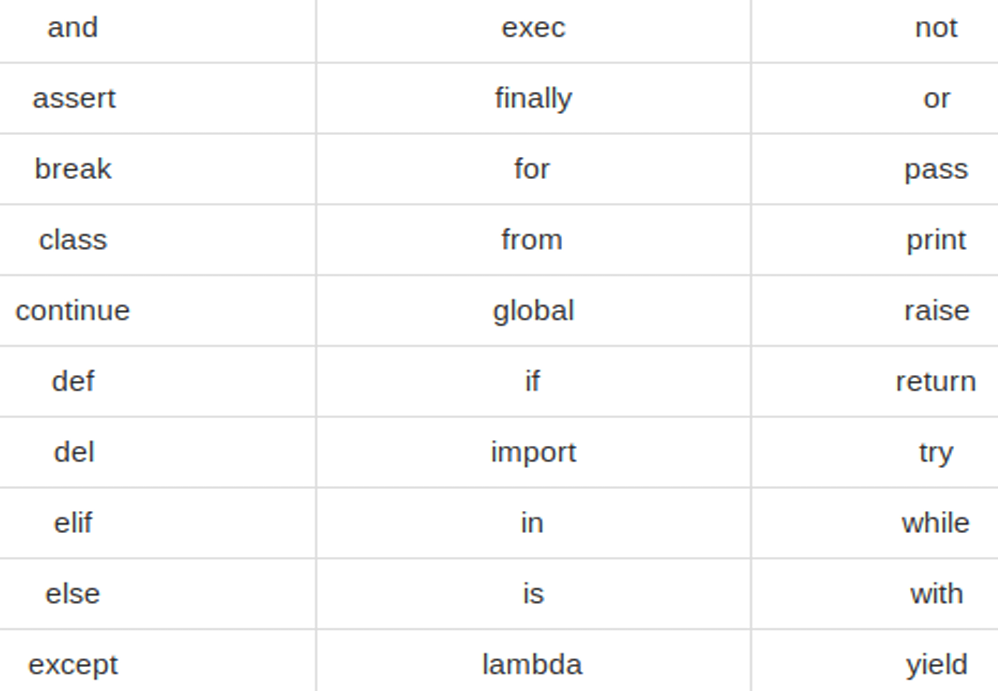 and exec not
assert finally or
break for pass
class from print
continue global raise
def if return
del import try
elif in while
else is with
except lambda yield